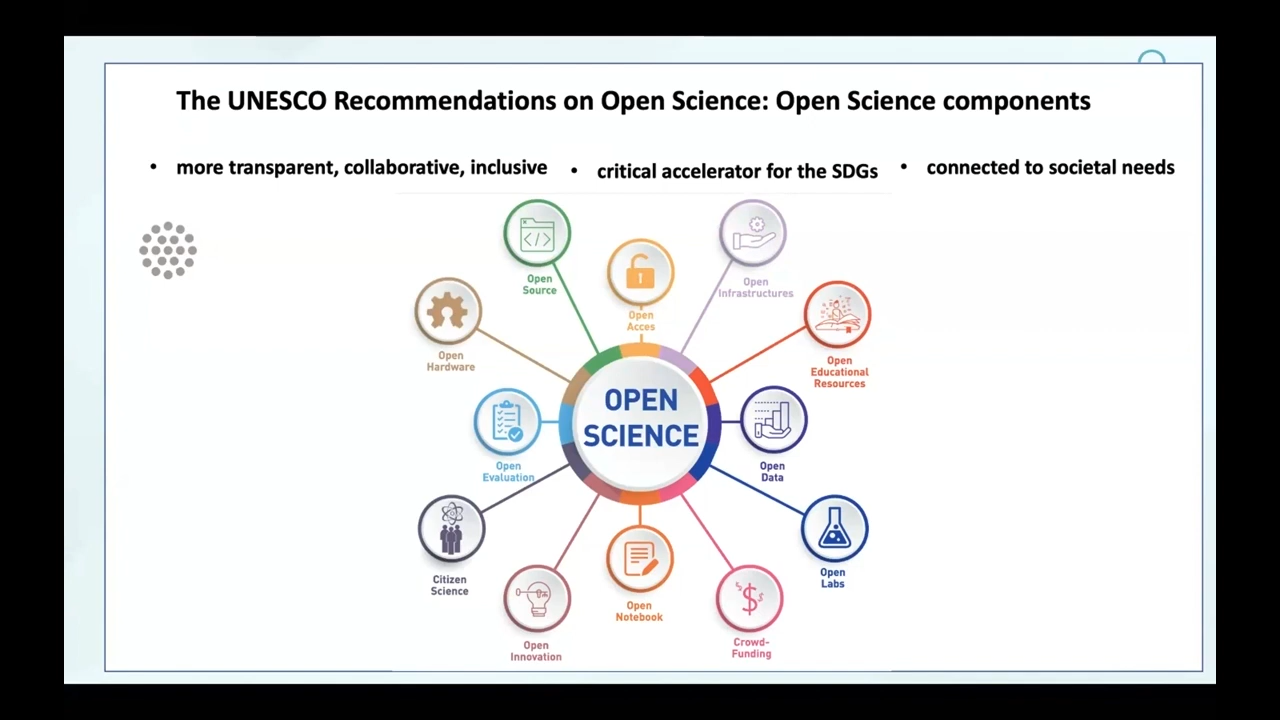 The UNESCO Recommendations on Open Science: Open Science components
• more transparent, collaborative, inclusive
• critical accelerator for the SDGs
• connected to societal needs
Open
Source
Open
Acces
Open
Infrastructures
Open
Hardware
Open
Educational
Resources
OPEN
SCIENCE
Open
Evaluation
Open
Data
Citizen
Science
Open
Labs
Open
Notebook
Open
Innovation
Crowd-
Funding